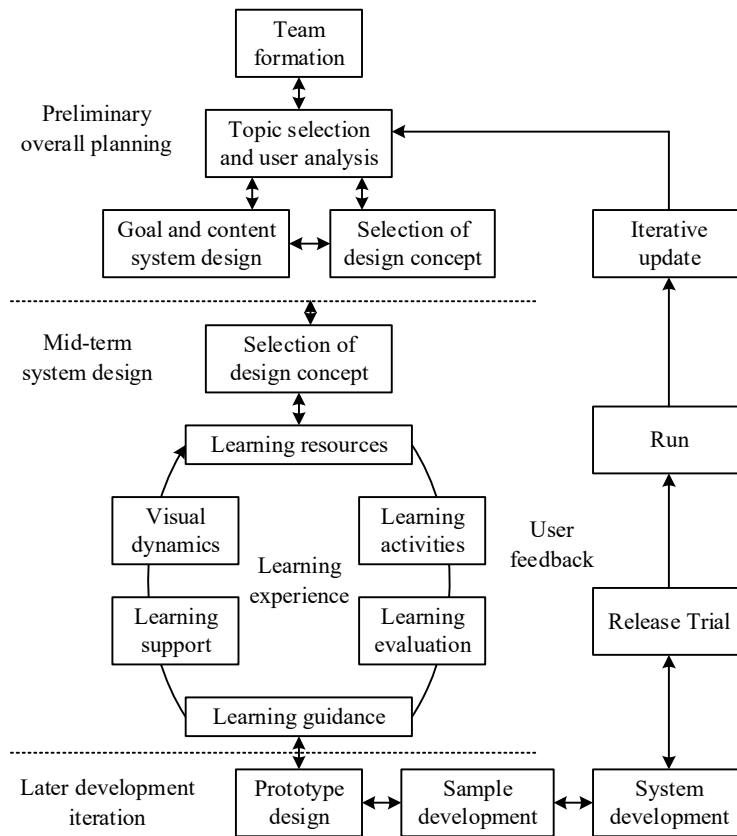 Team
formation
Preliminary
overall planning
Topic selection
and user analysis
Goal and content
system design
Selection of
design concept
Iterative
update
Mid-term
system design
Selection of
design concept
Learning resources
Run
Visual
dynamics
Learning
activities
User
feedback
Learning
experience
Learning
support
Learning
evaluation
Release Trial
Learning guidance
Later development
iteration
Prototype
design
Sample
development
System
development